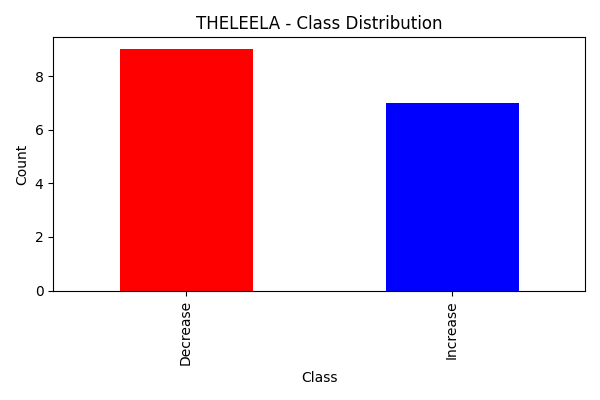 THELEELA - Class Distribution
Count
8
6
4
2
0
Decrease
Increase
Class